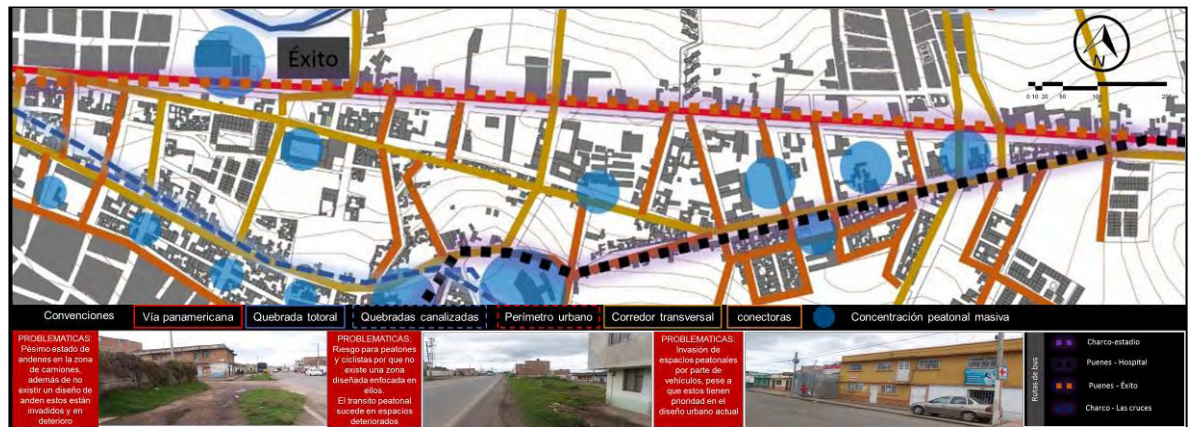 Éxito
N
0 10 20 50 100 200 m
Convenciones
Vía panamericana
Quebrada totoral
Quebradas canalizadas
Perímetro urbano
Corredor transversal
conectoras
Concentración peatonal masiva
PROBLEMATICAS:
Pésimo estado de
andenes en la zona
de camiones,
además de no
existir un diseño de
anden estos están
invadidos y en
deterioro
PROBLEMATICAS:
Riesgo para peatones
y ciclistas por que no
existe una zona
diseñada enfocada en
ellos.
El transito peatonal
sucede en espacios
deteriorados
PROBLEMATICAS:
Invasión de
espacios peatonales
por parte de
vehículos, pese a
que estos tienen
prioridad en el
diseño urbano actual
Rutas de bus
Charco-estadio
Puenes - Hospital
Puenes - Éxito
Charco - Las cruces